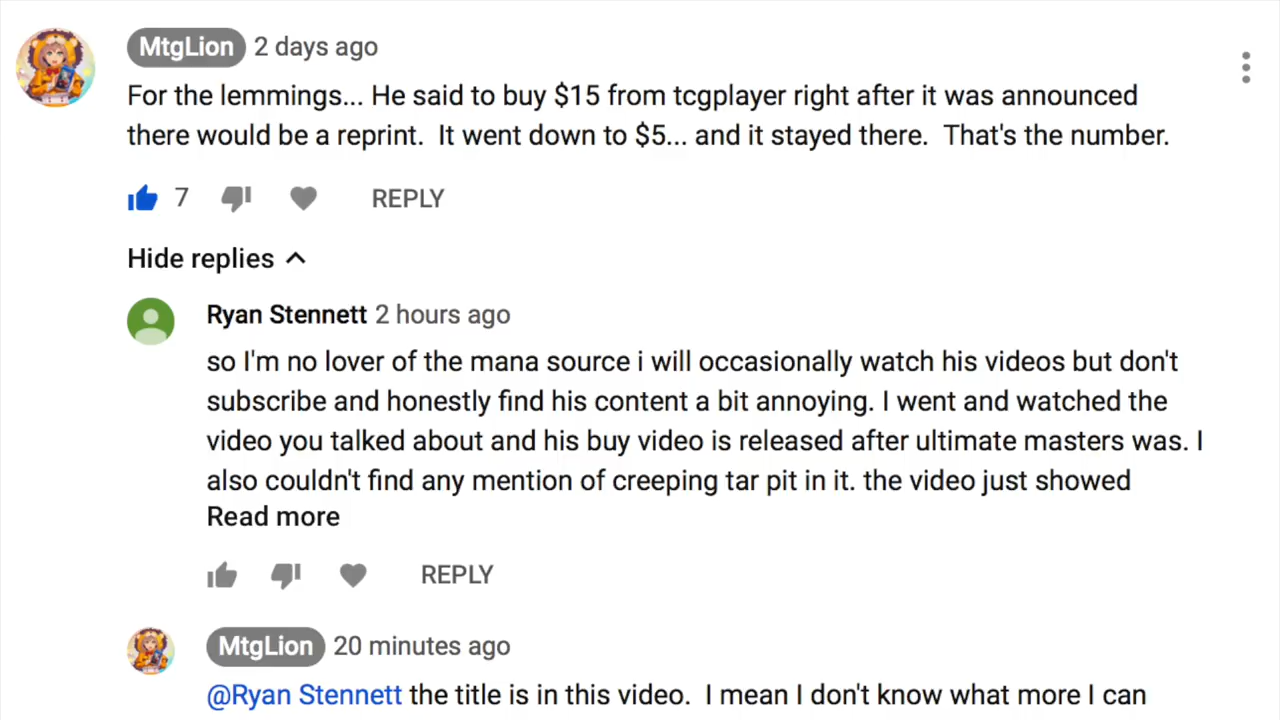 MtgLion 2 days ago
For the lemmings... He said to buy $15 from tcgplayer right after it was announced
there would be a reprint.  It went down to $5... and it stayed there.  That's the number.
7 REPLY
Hide replies
Ryan Stennett 2 hours ago
so I'm no lover of the mana source i will occasionally watch his videos but don't
subscribe and honestly find his content a bit annoying. I went and watched the
video you talked about and his buy video is released after ultimate masters was. I
also couldn't find any mention of creeping tar pit in it. the video just showed
Read more
REPLY
MtgLion 20 minutes ago
@Ryan Stennett the title is in this video.  I mean I don't know what more I can